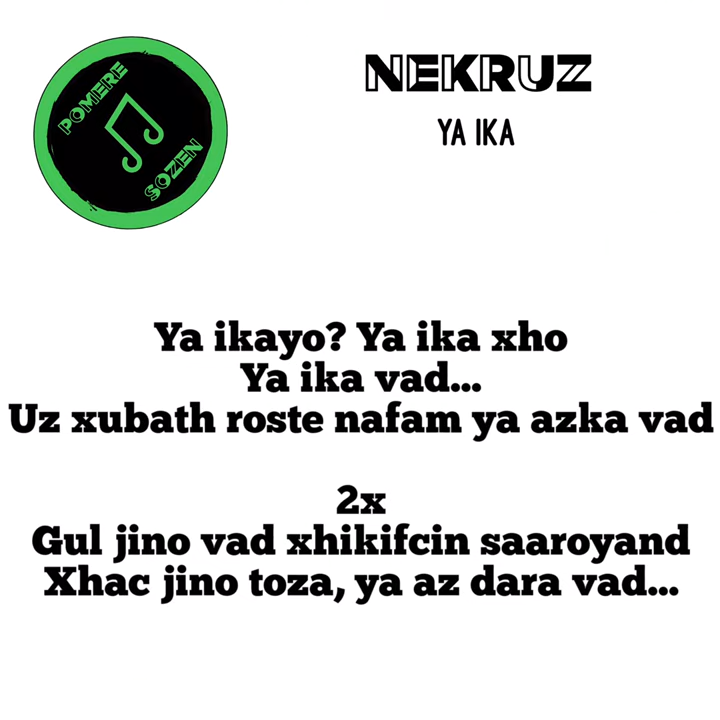 POMERE
SOZEN
NEKRUZ
YA IKA
Ya ikayo? Ya ika xho
Ya ika vad...
Uz xubath roste nafam ya azka vad
2x
Gul jino vad xhikifcin saaroyand
Xhac jino toza, ya az dara vad...